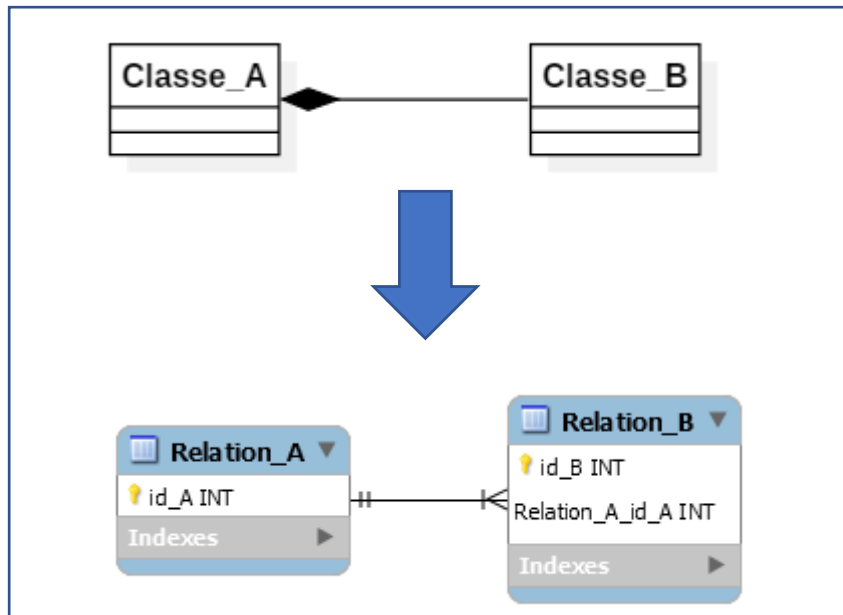 Classe_A
Classe_B
Relation_A
id_A INT
Indexes
Relation_B
id_B INT
Relation_A_id_A INT
Indexes